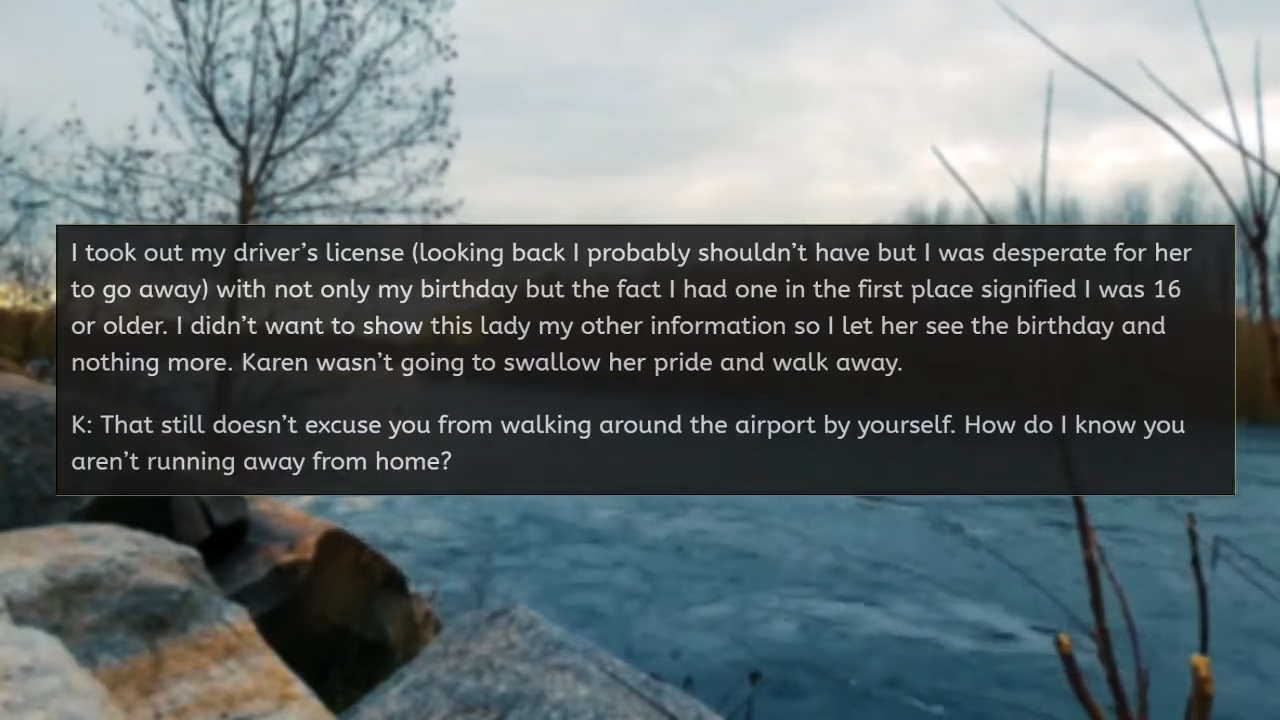 I took out my driver’s license (looking back I probably shouldn’t have but I was desperate for her
to go away) with not only my birthday but the fact I had one in the first place signified I was 16
or older. I didn’t want to show this lady my other information so I let her see the birthday and
nothing more. Karen wasn’t going to swallow her pride and walk away.
K: That still doesn’t excuse you from walking around the airport by yourself. How do I know you
aren’t running away from home?